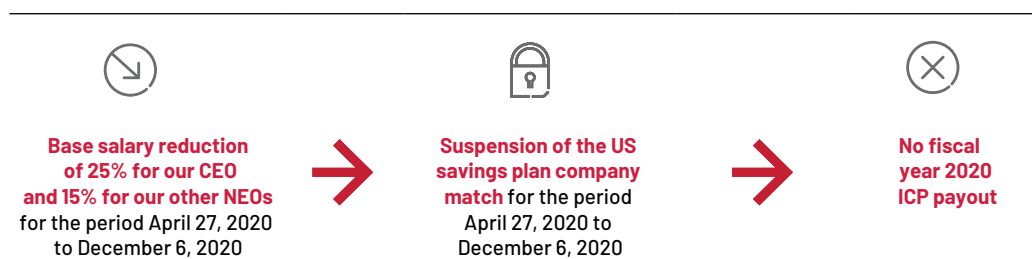 Base salary reduction
of 25% for our CEO
and 15% for our other NEOs
for the period April 27, 2020
to December 6, 2020
Suspension of the US
savings plan company
match for the period
April 27, 2020 to
December 6, 2020
No fiscal
year 2020
ICP payout